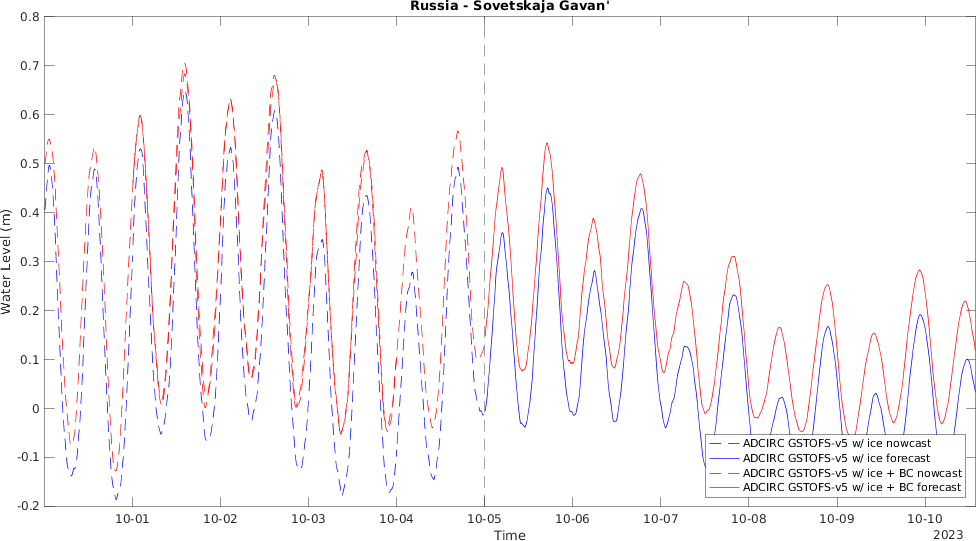 Russia - Sovetskaja Gavan'
0.8
0.7
0.6
0.5
0.4
0.3
0.2
0.1
0
-0.1
-0.2
Water Level (m)
10-01 10-02 10-03 10-04 10-05 10-06 10-07 10-08 10-09 10-10
Time
2023
ADCIRC GSTOFS-v5 w/ ice nowcast
ADCIRC GSTOFS-v5 w/ ice forecast
ADCIRC GSTOFS-v5 w/ ice + BC nowcast
ADCIRC GSTOFS-v5 w/ ice + BC forecast